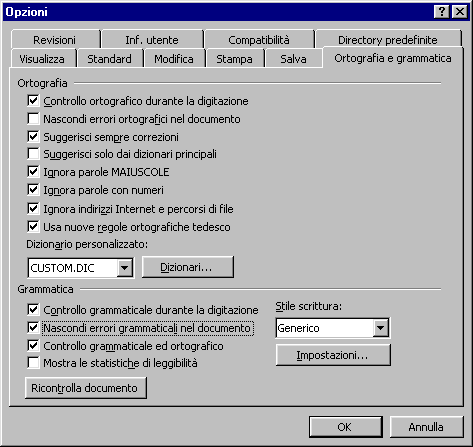 Opzioni
Revisioni Inf. utente Compatibilità Directory predefinite
Visualizza Standard Modifica Stampa Salva Ortografia e grammatica
Ortografia
Controllo ortografico durante la digitazione
Nascondi errori ortografici nel documento
Suggerisci sempre correzioni
Suggerisci solo dai dizionari principali
Ignora parole MAIUSCOLE
Ignora parole con numeri
Ignora indirizzi Internet e percorsi di file
Usa nuove regole ortografiche tedesco
Dizionario personalizzato:
CUSTOM.DIC Dizionari...
Grammatica
Controllo grammaticale durante la digitazione Stile scrittura:
Nascondi errori grammaticali nel documento Generico
Controllo grammaticale ed ortografico
Mostra le statistiche di leggibilità Impostazioni...
Ricontrolla documento
OK Annulla